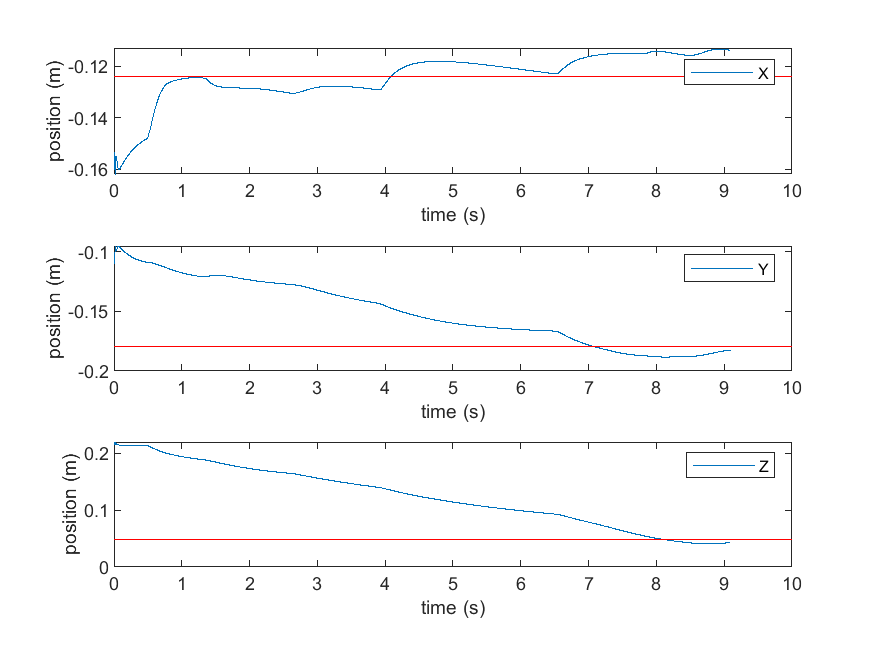 -0.12
-0.14
-0.16
position (m)
X
0 1 2 3 4 5 6 7 8 9 10
time (s)
-0.1
-0.15
-0.2
position (m)
Y
0 1 2 3 4 5 6 7 8 9 10
time (s)
0.2
0.1
0
position (m)
Z
0 1 2 3 4 5 6 7 8 9 10
time (s)